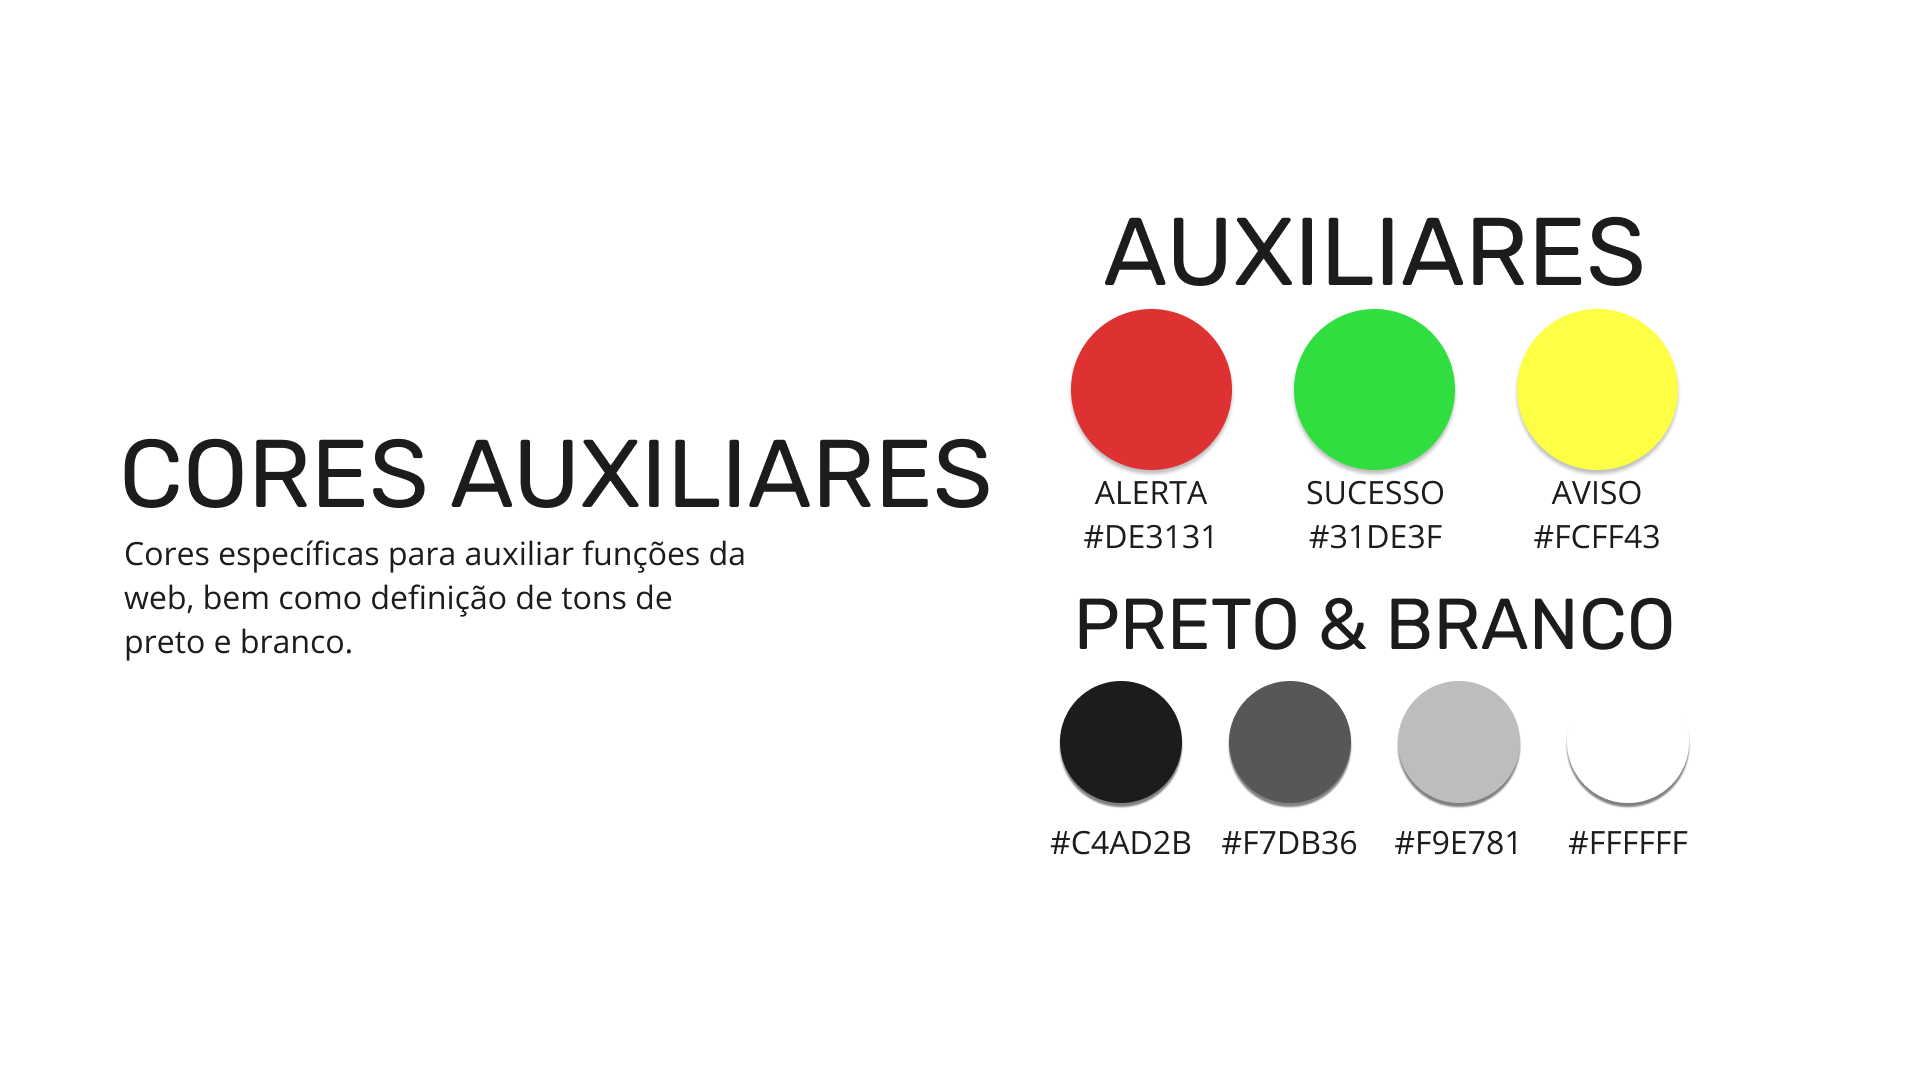 CORES AUXILIARES
Cores específicas para auxiliar funções da
web, bem como definição de tons de
preto e branco.
AUXILIARES
ALERTA
#DE3131
SUCESSO
#31DE3F
AVISO
#FCFF43
PRETO & BRANCO
#C4AD2B
#F7DB36
#F9E781
#FFFFFF